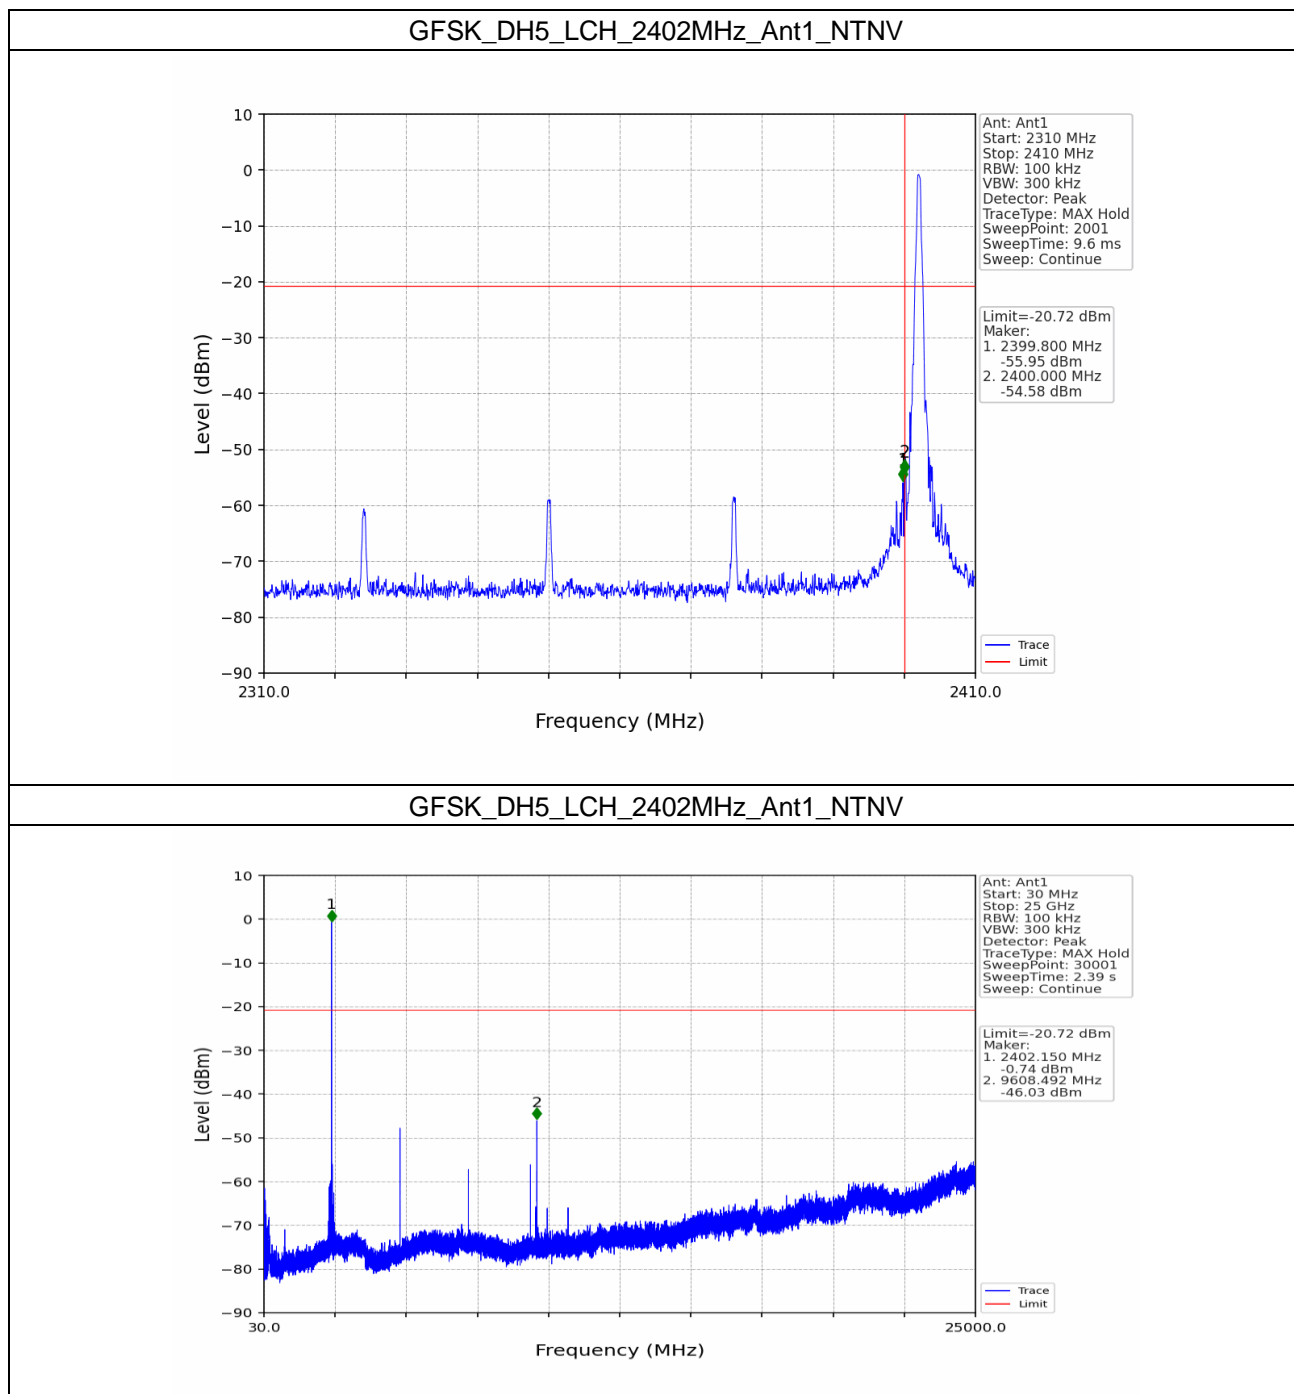 GFSK_DH5_LCH_2402MHz_Ant1_NTNV
10
0
−10
−20
−30
−40
−50
−60
−70
−80
−90
Level (dBm)
2310.0
2410.0
Frequency (MHz)
2
Ant: Ant1
Start: 2310 MHz
Stop: 2410 MHz
RBW: 100 kHz
VBW: 300 kHz
Detector: Peak
TraceType: MAX Hold
SweepPoint: 2001
SweepTime: 9.6 ms
Sweep: Continue
Limit=-20.72 dBm
Maker:
1. 2399.800 MHz
-55.95 dBm
2. 2400.000 MHz
-54.58 dBm
Trace
Limit
GFSK_DH5_LCH_2402MHz_Ant1_NTNV
10
0
−10
−20
−30
−40
−50
−60
−70
−80
−90
Level (dBm)
30.0
25000.0
Frequency (MHz)
1
2
Ant: Ant1
Start: 30 MHz
Stop: 25 GHz
RBW: 100 kHz
VBW: 300 kHz
Detector: Peak
TraceType: MAX Hold
SweepPoint: 30001
SweepTime: 2.39 s
Sweep: Continue
Limit=-20.72 dBm
Maker:
1. 2402.150 MHz
-0.74 dBm
2. 9608.492 MHz
-46.03 dBm
Trace
Limit